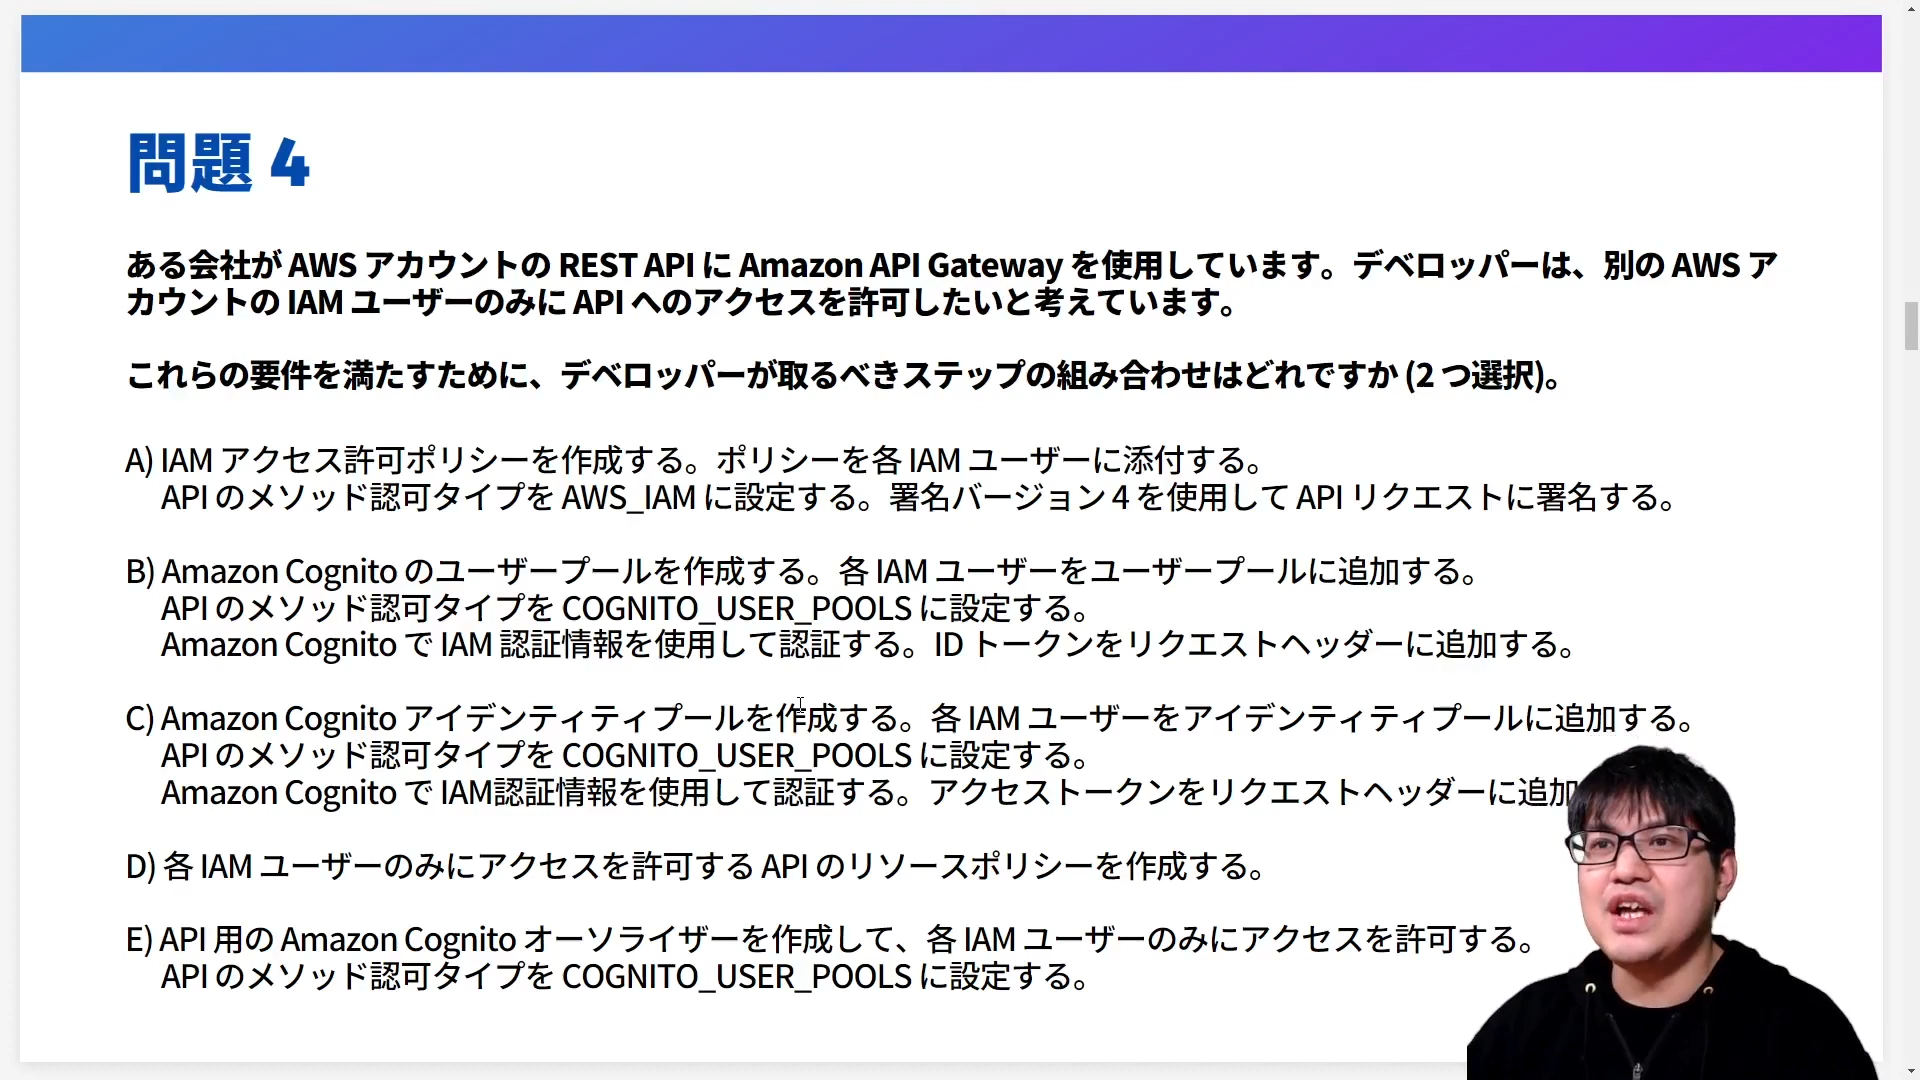 問題 4
ある会社が AWS アカウントの REST API に Amazon API Gateway を使用しています。デベロッパーは、別の AWS ア
カウントの IAM ユーザーのみに API へのアクセスを許可したいと考えています。
これらの要件を満たすために、デベロッパーが取るべきステップの組み合わせはどれですか (2 つ選択)。
A) IAM アクセス許可ポリシーを作成する。ポリシーを各 IAM ユーザーに添付する。
API のメソッド認可タイプを AWS_IAM に設定する。署名バージョン 4 を使用して API リクエストに署名する。
B) Amazon Cognito のユーザープールを作成する。各 IAM ユーザーをユーザープールに追加する。
API のメソッド認可タイプを COGNITO_USER_POOLS に設定する。
Amazon Cognito で IAM 認証情報を使用して認証する。ID トークンをリクエストヘッダーに追加する。
C) Amazon Cognito アイデンティティプールを作成する。各 IAM ユーザーをアイデンティティプールに追加する。
API のメソッド認可タイプを COGNITO_USER_POOLS に設定する。
Amazon Cognito で IAM認証情報を使用して認証する。アクセストークンをリクエストヘッダーに追加
D) 各 IAM ユーザーのみにアクセスを許可する API のリソースポリシーを作成する。
E) API 用の Amazon Cognito オーソライザーを作成して、各 IAM ユーザーのみにアクセスを許可する。
API のメソッド認可タイプを COGNITO_USER_POOLS に設定する。